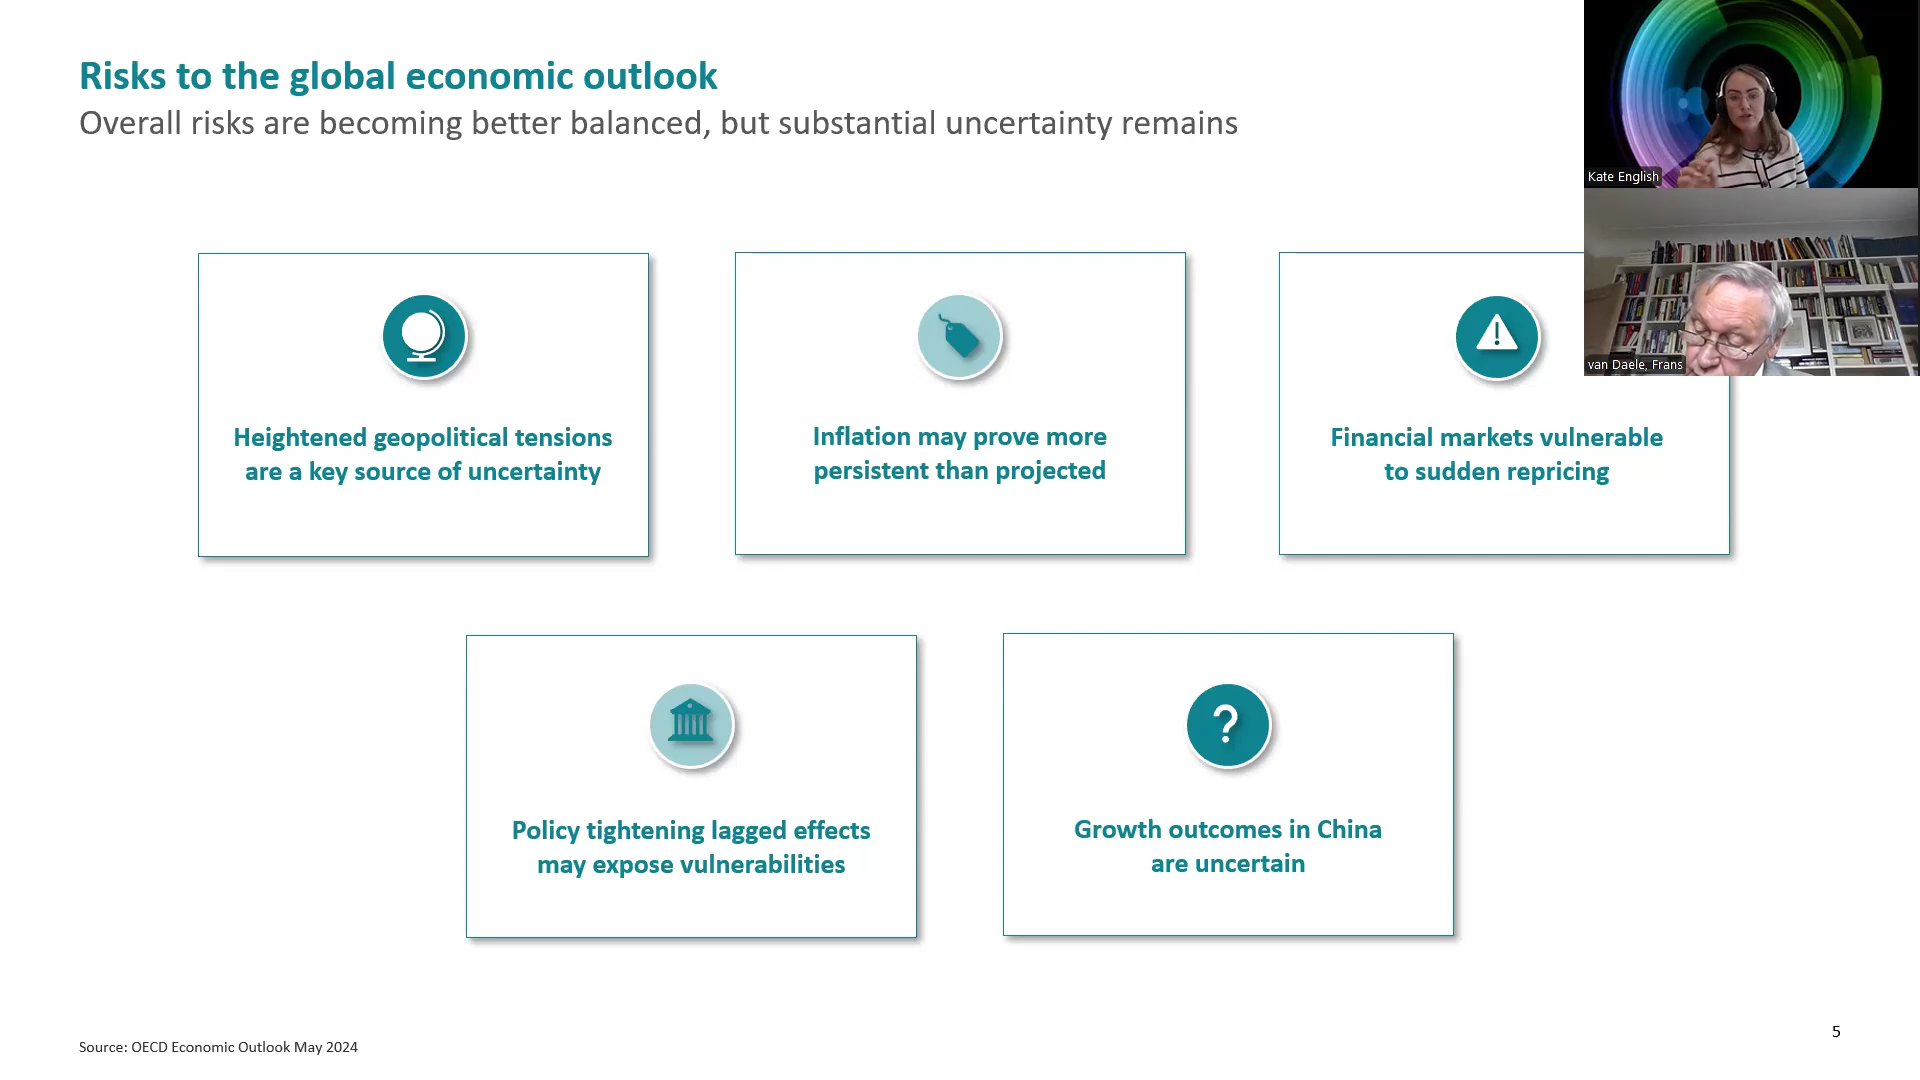 Risks to the global economic outlook
Overall risks are becoming better balanced, but substantial uncertainty remains
Kate English
van Daele, Frans
Heightened geopolitical tensions
are a key source of uncertainty
Inflation may prove more
persistent than projected
Financial markets vulnerable
to sudden repricing
Policy tightening lagged effects
may expose vulnerabilities
Growth outcomes in China
are uncertain
Source: OECD Economic Outlook May 2024
5